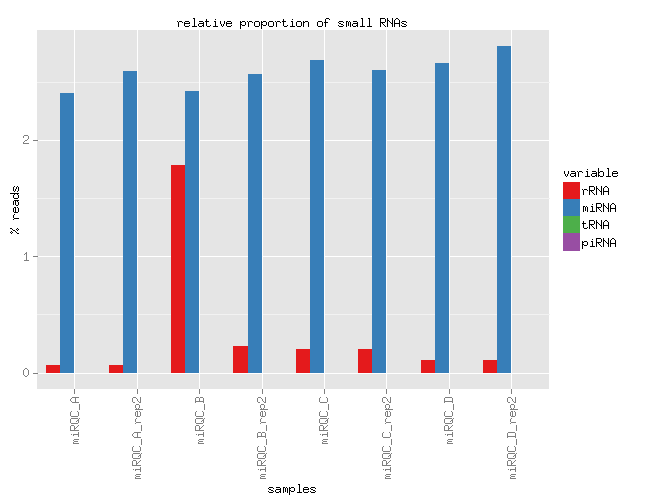 relative proportion of small RNAs
% reads
2
1
0
miRQC_A
miRQC_A_rep2
miRQC_B
miRQC_B_rep2
miRQC_C
miRQC_C_rep2
miRQC_D
miRQC_D_rep2
samples
variable
rRNA
miRNA
tRNA
piRNA